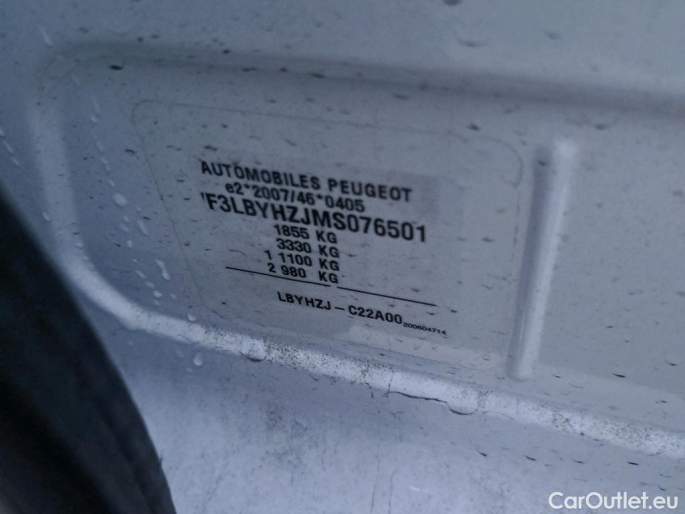 AUTOMOBILES PEUGEOT
e2*2007/46*0405
VF3LBYHZJMS076501
1855 KG
3330 KG
1 1100 KG
2 980 KG
LBYHZJ-C22A00 200604714
CarOutlet.eu